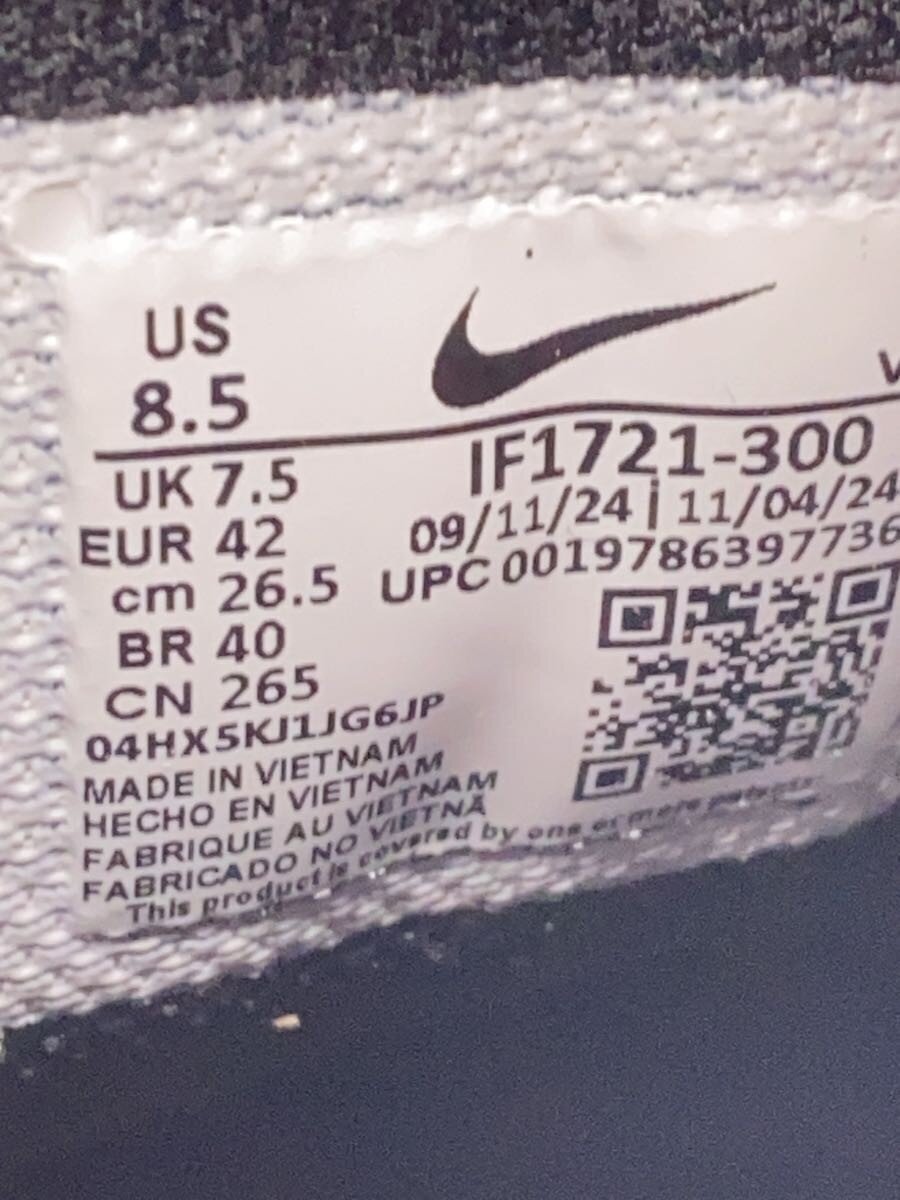 US
8.5
UK 7.5
EUR 42
cm 26.5
BR 40
CN 265
04HX5KJ1JG6JP
MADE IN VIETNAM
HECHO EN VIETNAM
FABRIQUE AU VIETNAM
FABRICADO NO VIETNÃ
This product is covered by one or more patents
V
IF1721-300
09/11/24 | 11/04/24
UPC 0019786397736